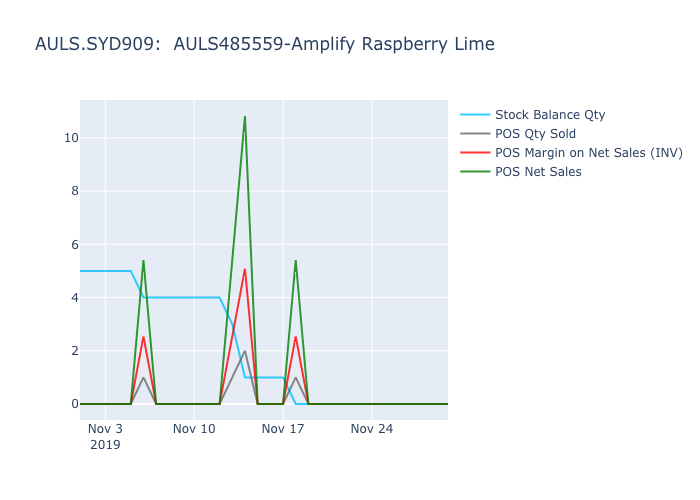 AULS.SYD909:  AULS485559-Amplify Raspberry Lime
Stock Balance Qty
POS Qty Sold
POS Margin on Net Sales (INV)
POS Net Sales
10
8
6
4
2
0
Nov 3
2019
Nov 10
Nov 17
Nov 24